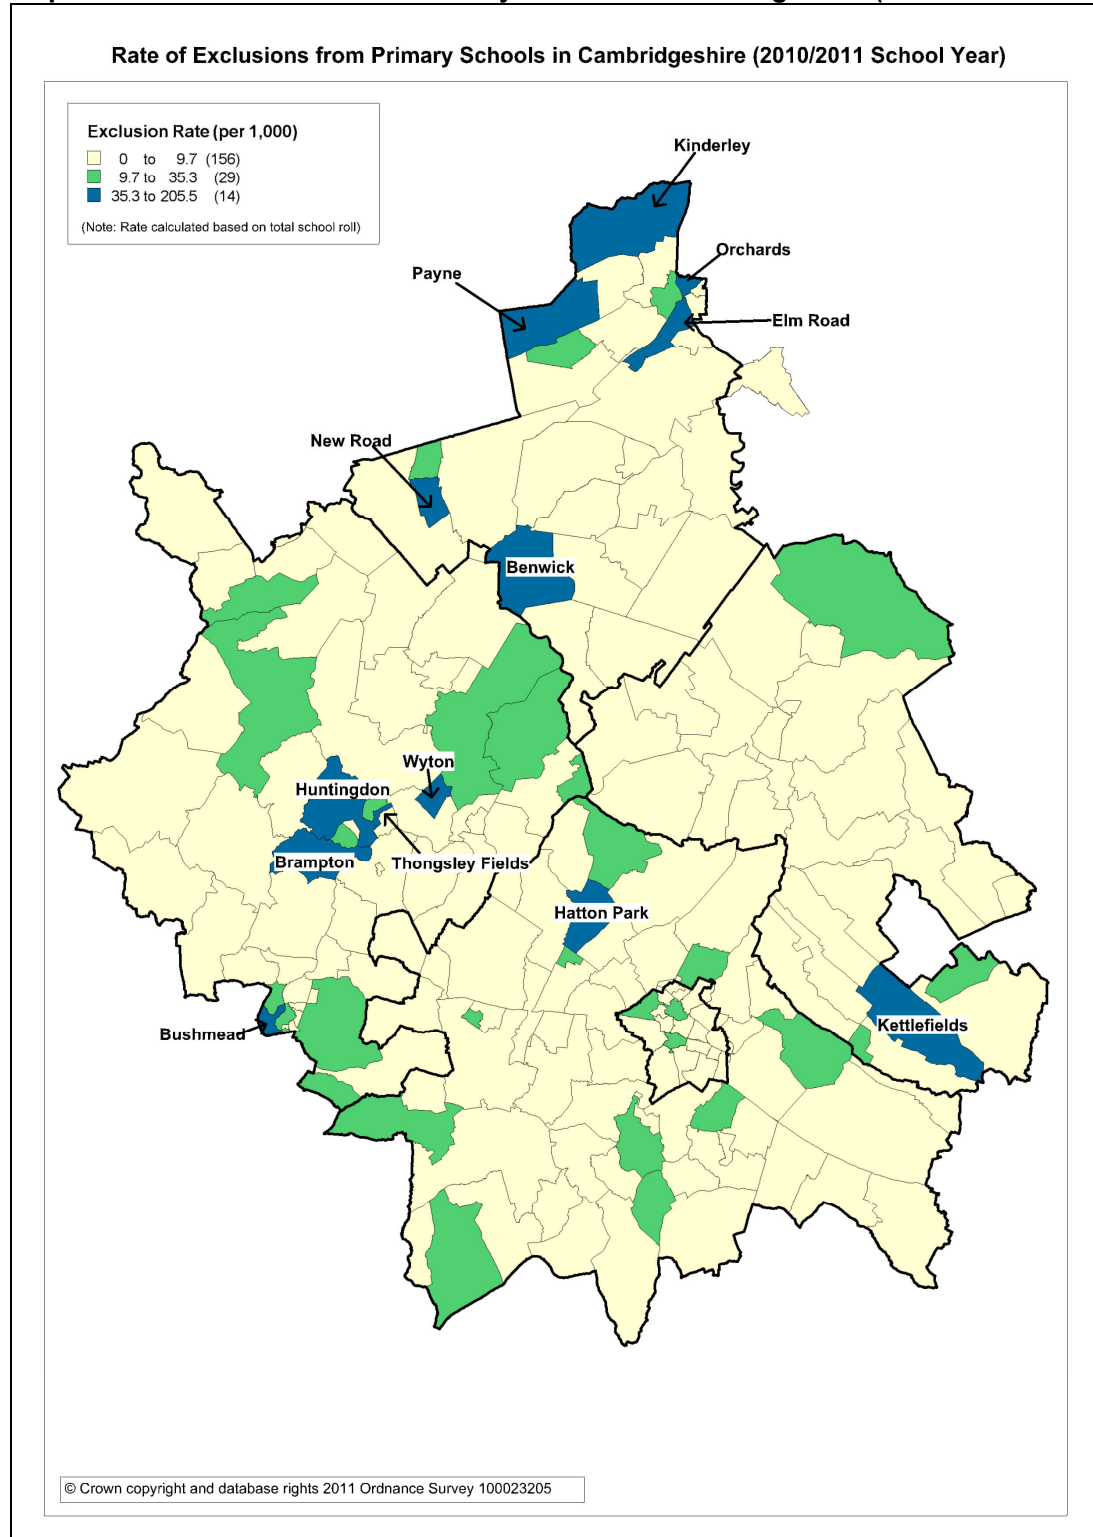 Rate of Exclusions from Primary Schools in Cambridgeshire (2010/2011 School Year)
Exclusion Rate (per 1,000)
0 to 9.7 (156)
9.7 to 35.3 (29)
35.3 to 205.5 (14)
(Note: Rate calculated based on total school roll)
Kinderley
Orchards
Payne
Elm Road
New Road
Benwick
Wyton
Huntingdon
Brampton
Thongsley Fields
Hatton Park
Kettlefields
Bushmead
© Crown copyright and database rights 2011 Ordnance Survey 100023205